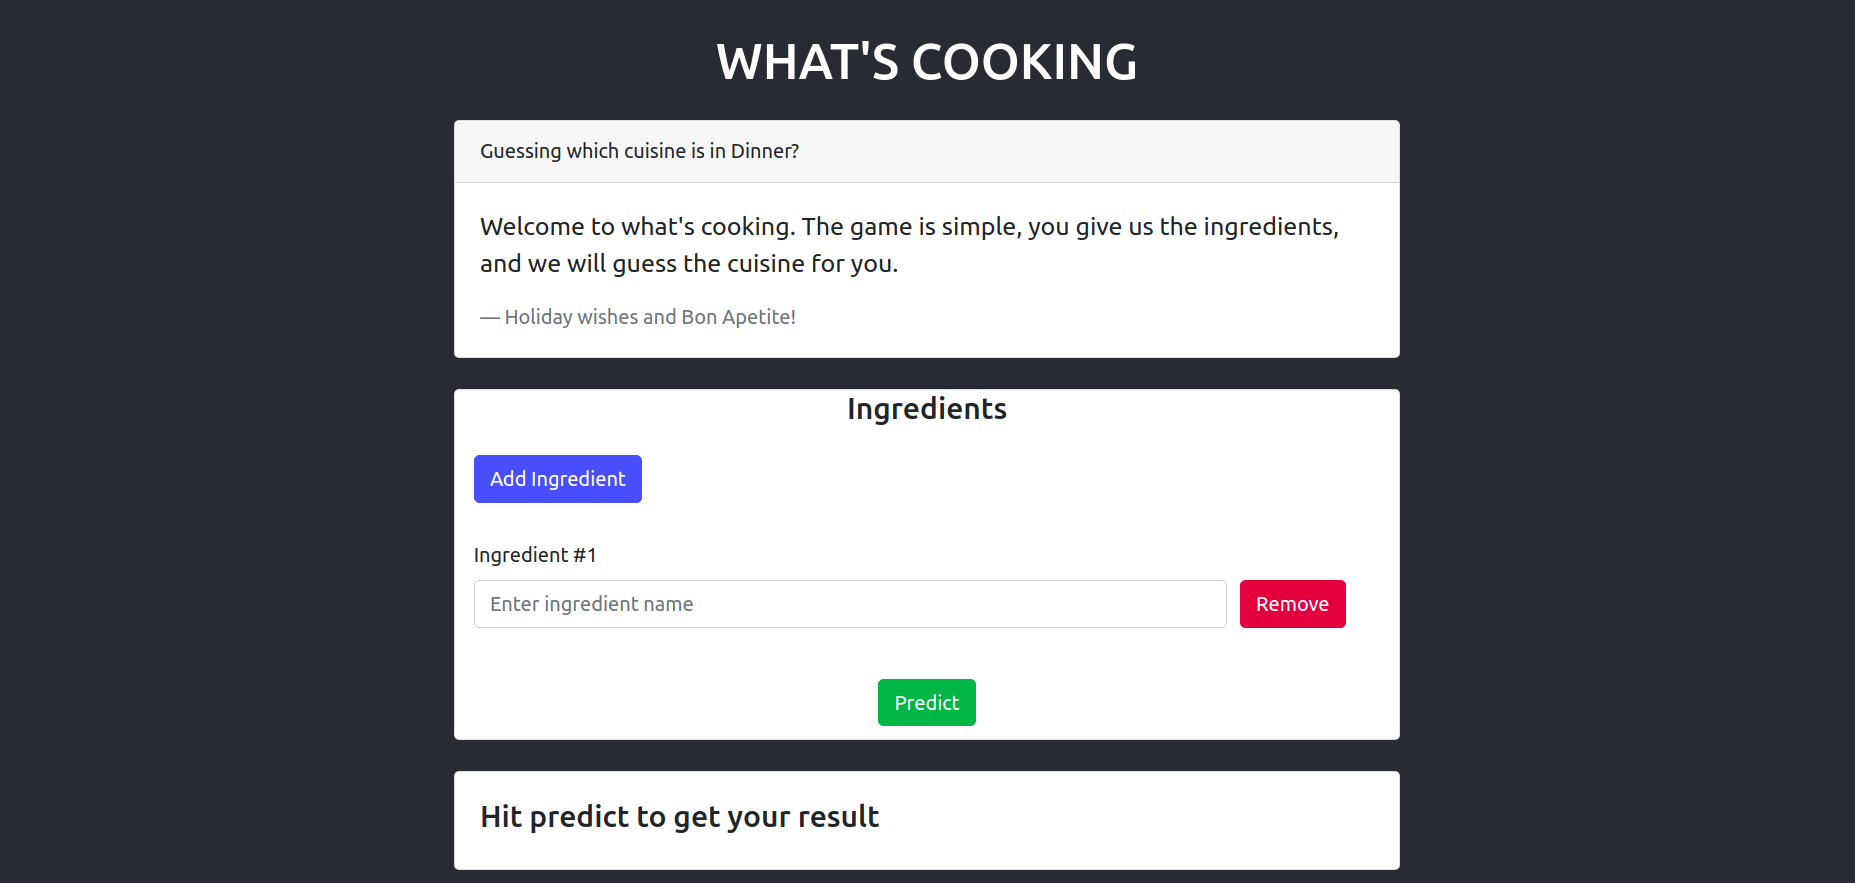 WHAT'S COOKING
Guessing which cuisine is in Dinner?
Welcome to what's cooking. The game is simple, you give us the ingredients,
and we will guess the cuisine for you.
— Holiday wishes and Bon Apetite!
Ingredients
Add Ingredient
Ingredient #1
Enter ingredient name
Remove
Predict
Hit predict to get your result